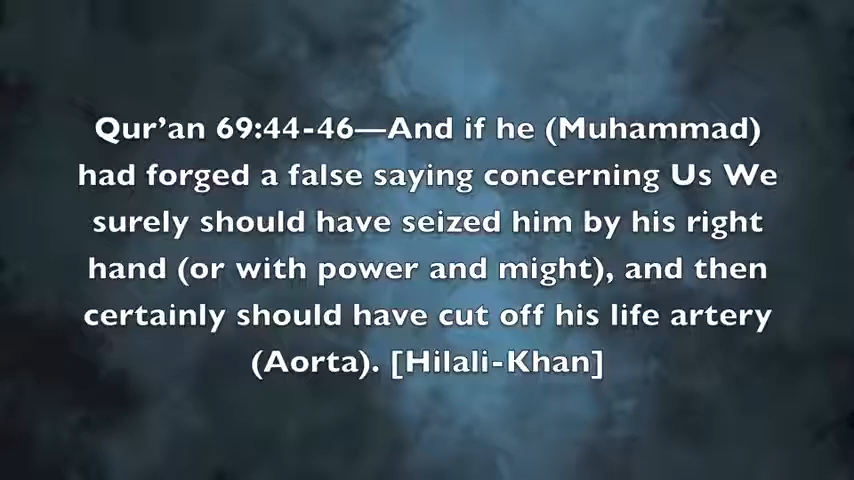 Qur’an 69:44-46—And if he (Muhammad)
had forged a false saying concerning Us We
surely should have seized him by his right
hand (or with power and might), and then
certainly should have cut off his life artery
(Aorta). [Hilali-Khan]